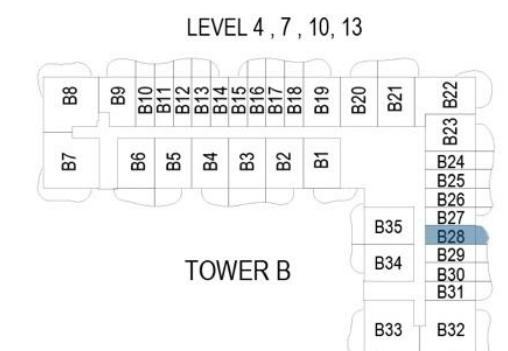 LEVEL 4 , 7 , 10, 13
B8 B9 B10 B11 B12 B13 B14 B15 B16 B17 B18 B19 B20 B21 B22
B23
B7 B6 B5 B4 B3 B2 B1
B24
B25
B26
B27
B35
B28
B29
B34
B30
TOWER B
B31
B33 B32